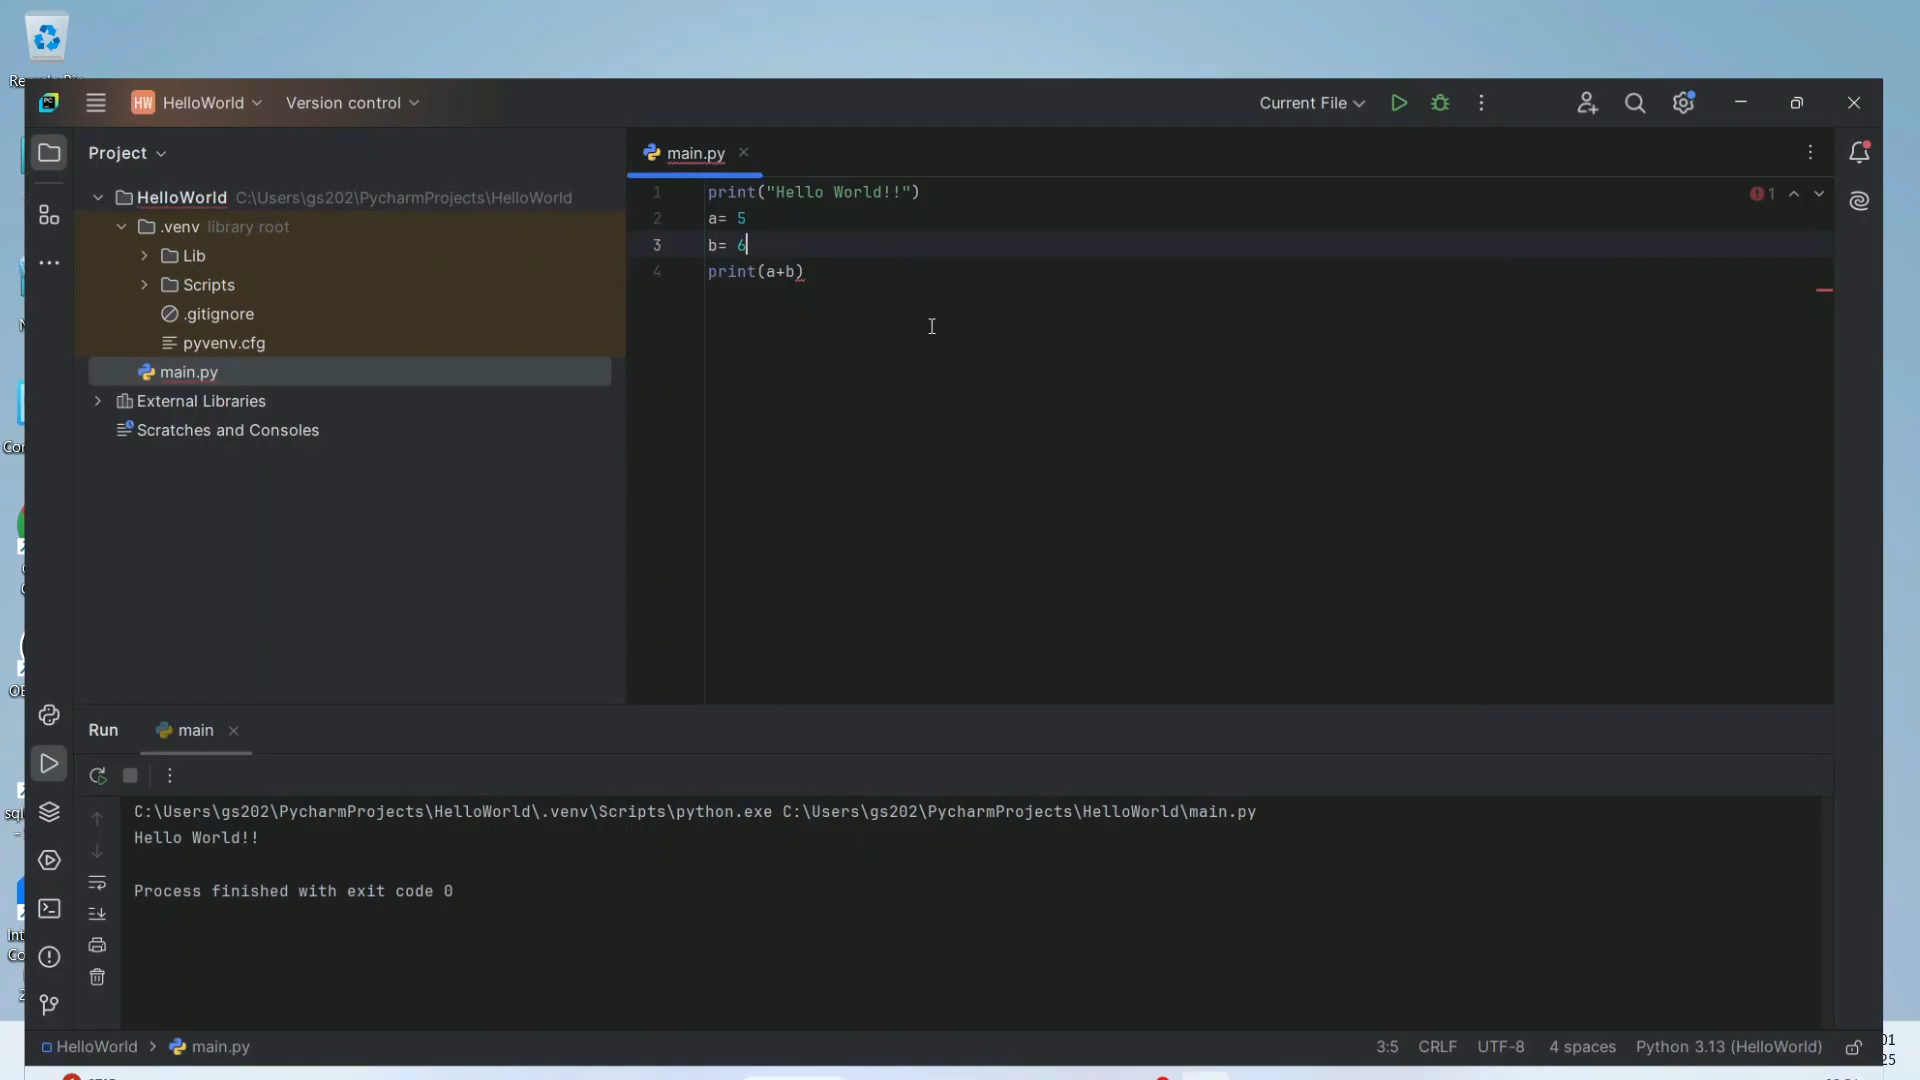 HW HelloWorld Version control Current File
Project
main.py
HelloWorld C:\Users\gs202\PycharmProjects\HelloWorld
.venv library root
Lib
Scripts
.gitignore
pyvenv.cfg
main.py
External Libraries
Scratches and Consoles
1 print("Hello World!!")
2 a= 5
3 b= 6
4 print(a+b)
1
Run main
C:\Users\gs202\PycharmProjects\HelloWorld\.venv\Scripts\python.exe C:\Users\gs202\PycharmProjects\HelloWorld\main.py
Hello World!!
Process finished with exit code 0
HelloWorld main.py 3:5 CRLF UTF-8 4 spaces Python 3.13 (HelloWorld)